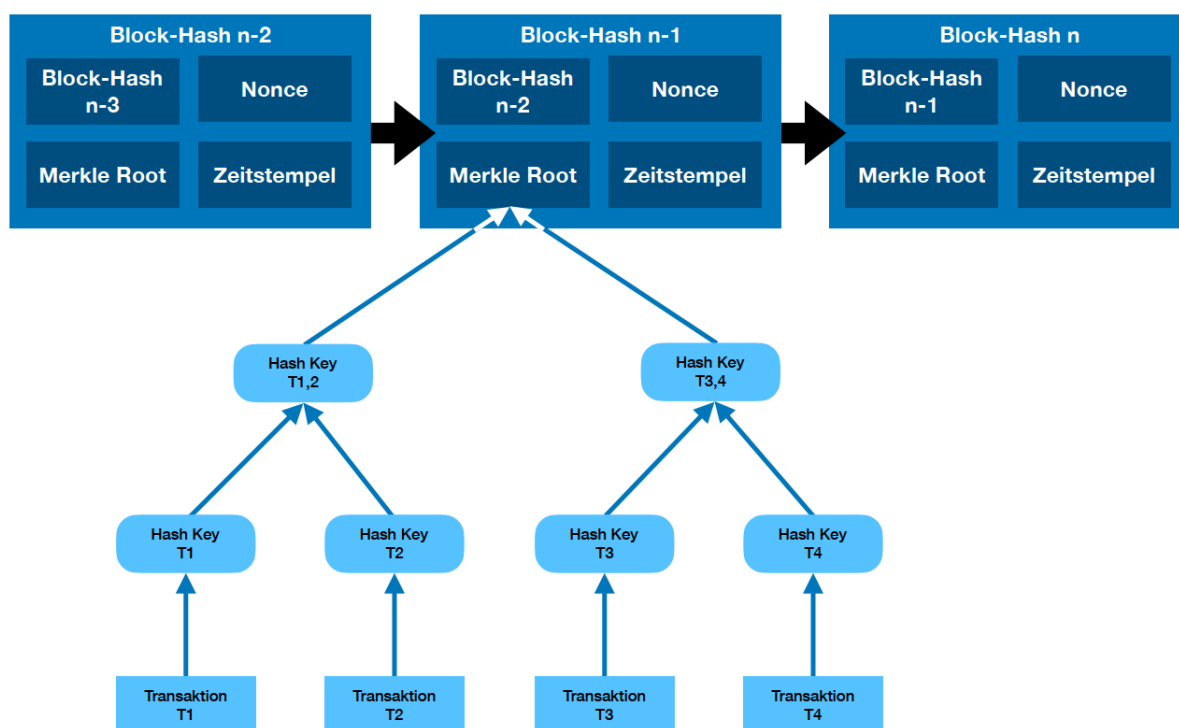 Block-Hash n-2
Block-Hash
n-3
Nonce
Merkle Root
Zeitstempel
Block-Hash n-1
Block-Hash
n-2
Nonce
Merkle Root
Zeitstempel
Block-Hash n
Block-Hash
n-1
Nonce
Merkle Root
Zeitstempel
Hash Key
T1,2
Hash Key
T3,4
Hash Key
T1
Hash Key
T2
Hash Key
T3
Hash Key
T4
Transaktion
T1
Transaktion
T2
Transaktion
T3
Transaktion
T4